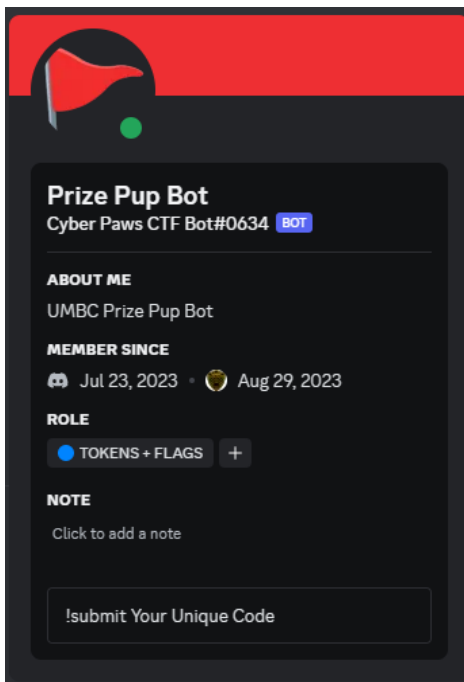 Prize Pup Bot
Cyber Paws CTF Bot#0634 BOT
ABOUT ME
UMBC Prize Pup Bot
MEMBER SINCE
Jul 23, 2023 • Aug 29, 2023
ROLE
TOKENS + FLAGS +
NOTE
Click to add a note
!submit Your Unique Code